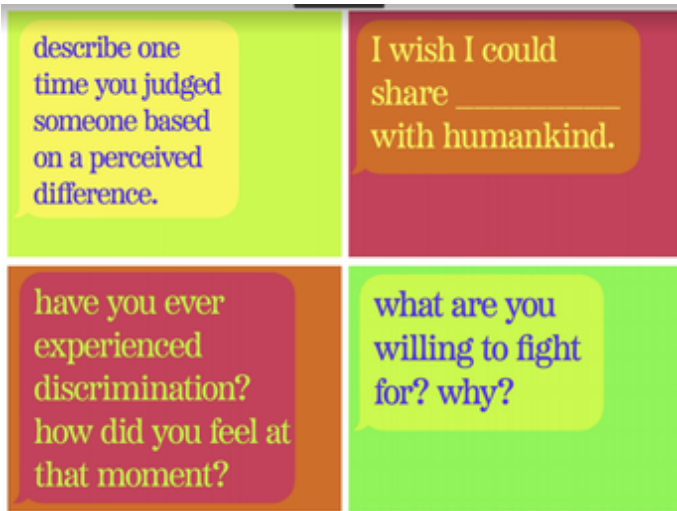 describe one
time you judged
someone based
on a perceived
difference.
I wish I could
share ___________
with humankind.
have you ever
experienced
discrimination?
how did you feel at
that moment?
what are you
willing to fight
for? why?